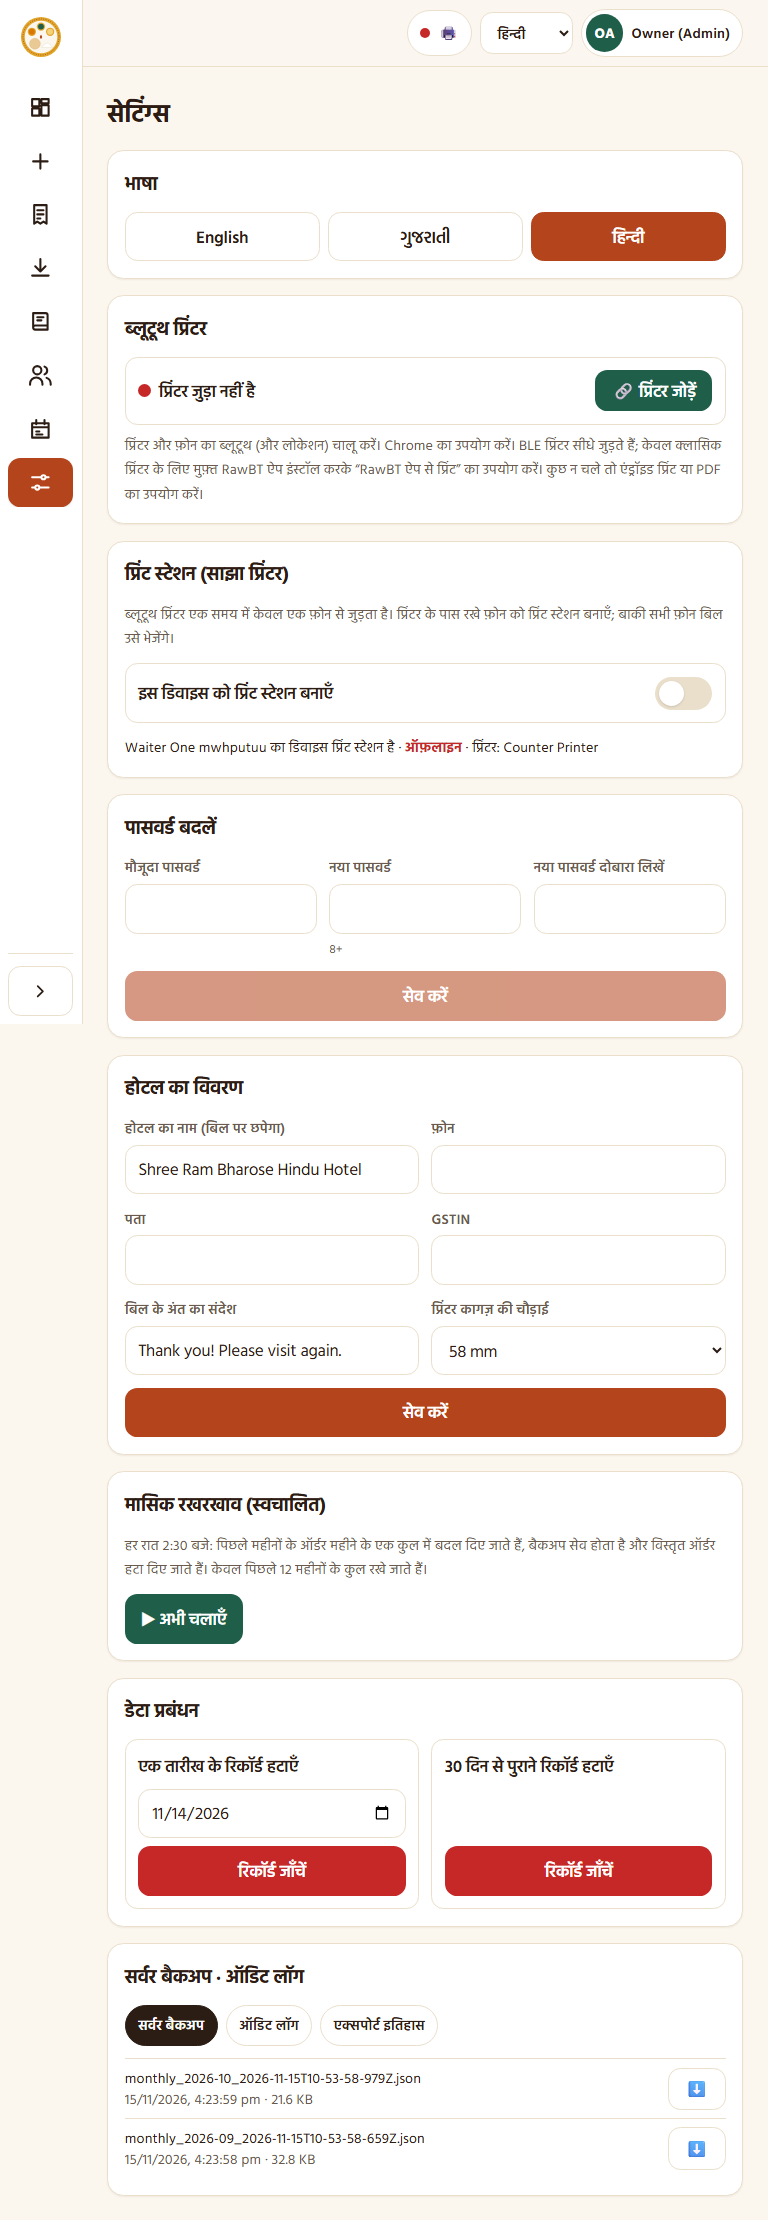 हिन्दी
OA Owner (Admin)
सेटिंग्स
भाषा
English
ગુજરાતી
हिन्दी
ब्लूटूथ प्रिंटर
प्रिंटर जुड़ा नहीं है
प्रिंटर जोड़ें
प्रिंटर और फ़ोन का ब्लूटूथ (और लोकेशन) चालू करें। Chrome का उपयोग करें। BLE प्रिंटर सीधे जुड़ते हैं; केवल क्लासिक
प्रिंटर के लिए मुफ़्त RawBT ऐप इंस्टॉल करके “RawBT ऐप से प्रिंट” का उपयोग करें। कुछ न चले तो एंड्रॉइड प्रिंट या PDF
का उपयोग करें।
प्रिंट स्टेशन (साझा प्रिंटर)
ब्लूटूथ प्रिंटर एक समय में केवल एक फ़ोन से जुड़ता है। प्रिंटर के पास रखे फ़ोन को प्रिंट स्टेशन बनाएँ; बाकी सभी फ़ोन बिल
उसे भेजेंगे।
इस डिवाइस को प्रिंट स्टेशन बनाएँ
Waiter One mwhputuu का डिवाइस प्रिंट स्टेशन है · ऑफ़लाइन · प्रिंटर: Counter Printer
पासवर्ड बदलें
मौजूदा पासवर्ड
नया पासवर्ड
नया पासवर्ड दोबारा लिखें
8+
सेव करें
होटल का विवरण
होटल का नाम (बिल पर छपेगा)
फ़ोन
Shree Ram Bharose Hindu Hotel
पता
GSTIN
बिल के अंत का संदेश
प्रिंटर कागज़ की चौड़ाई
Thank you! Please visit again.
58 mm
सेव करें
मासिक रखरखाव (स्वचालित)
हर रात 2:30 बजे: पिछले महीनों के ऑर्डर महीने के एक कुल में बदल दिए जाते हैं, बैकअप सेव होता है और विस्तृत ऑर्डर
हटा दिए जाते हैं। केवल पिछले 12 महीनों के कुल रखे जाते हैं।
▶ अभी चलाएँ
डेटा प्रबंधन
एक तारीख के रिकॉर्ड हटाएँ
30 दिन से पुराने रिकॉर्ड हटाएँ
11/14/2026
रिकॉर्ड जाँचें
रिकॉर्ड जाँचें
सर्वर बैकअप · ऑडिट लॉग
सर्वर बैकअप
ऑडिट लॉग
एक्सपोर्ट इतिहास
monthly_2026-10_2026-11-15T10-53-58-979Z.json
15/11/2026, 4:23:59 pm · 21.6 KB
monthly_2026-09_2026-11-15T10-53-58-659Z.json
15/11/2026, 4:23:58 pm · 32.8 KB